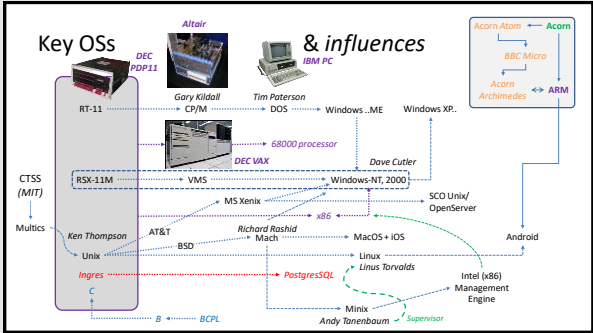 Key OSs
& influences
Altair
DEC
PDP11
IBM PC
Acorn Atom
Acorn
BBC Micro
Acorn
Archimedes
ARM
Gary Kildall
Tim Paterson
RT-11
CP/M
DOS
Windows ..ME
Windows XP..
68000 processor
DEC VAX
Dave Cutler
RSX-11M
VMS
Windows-NT, 2000
CTSS
(MIT)
MS Xenix
SCO Unix/
OpenServer
x86
Multics
Ken Thompson
AT&T
Richard Rashid
BSD
Mach
MacOS + iOS
Android
Unix
Linux
Linus Torvalds
Ingres
PostgresSQL
Intel (x86)
Management
Engine
C
Minix
B
BCPL
Andy Tanenbaum
Supervisor